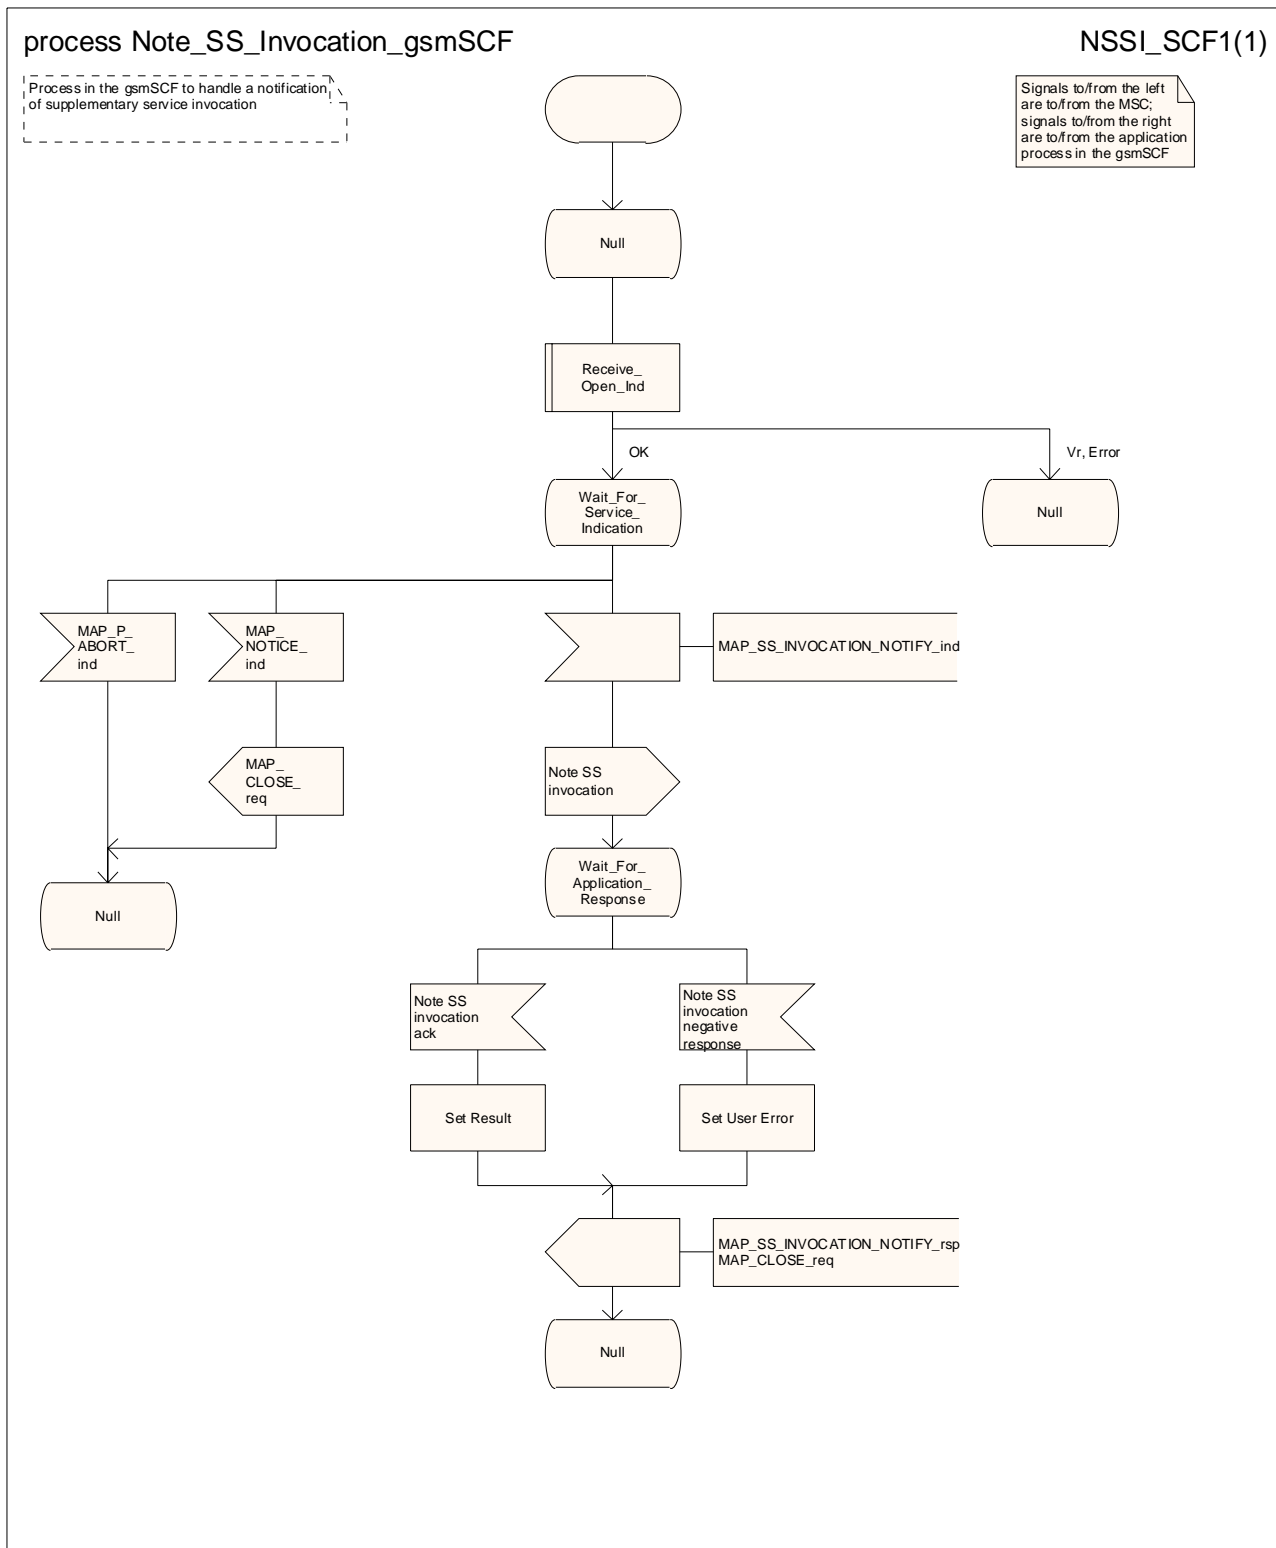 process Note_SS_Invocation_gsmSCF
NSSI_SCF1(1)
Process in the gsmSCF to handle a notification
of supplementary service invocation
Signals to/from the left
are to/from the MSC;
signals to/from the right
are to/from the application
process in the gsmSCF
Null
Receive_
Open_Ind
OK
Vr, Error
Wait_For_
Service_
Indication
Null
MAP_P_
ABORT_
ind
MAP_
NOTICE_
ind
MAP_SS_INVOCATION_NOTIFY_ind
MAP_
CLOSE_
req
Note SS
invocation
Wait_For_
Application_
Response
Null
Note SS
invocation
ack
Note SS
invocation
negative
response
Set Result
Set User Error
MAP_SS_INVOCATION_NOTIFY_rsp
MAP_CLOSE_req
Null